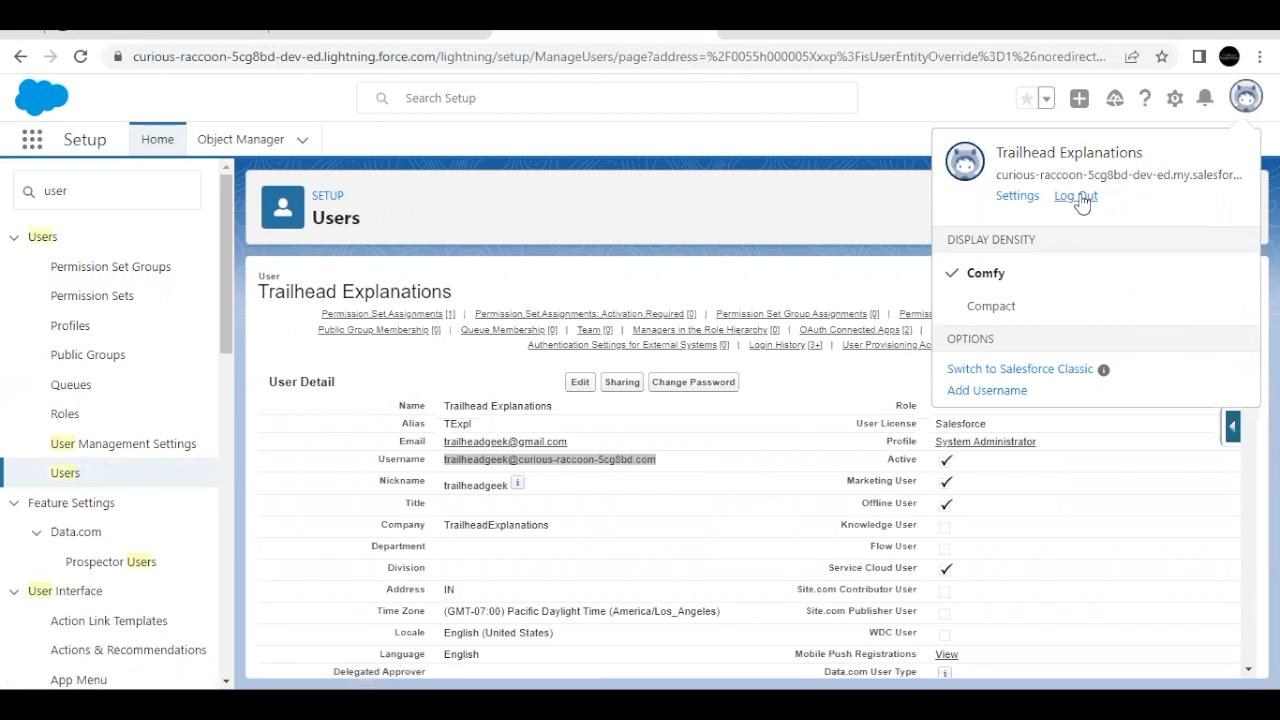 curious-raccoon-5cg8bd-dev-ed.lightning.force.com/lightning/setup/ManageUsers/page?address=%2F0055h000005Xxxp%3FisUserEntityOverride%3D1%26noredirect...
Search Setup
Setup
Home
Object Manager
user
Users
Permission Set Groups
Permission Sets
Profiles
Public Groups
Queues
Roles
User Management Settings
Users
Feature Settings
Data.com
Prospector Users
User Interface
Action Link Templates
Actions & Recommendations
App Menu
SETUP
Users
User
Trailhead Explanations
Permission Set Assignments [1] | Permission Set Assignments: Activation Required [0] | Permission Set Group Assignments [0] | Permiss
Public Group Membership [0] | Queue Membership [0] | Team [0] | Managers in the Role Hierarchy [0] | OAuth Connected Apps [2] |
Authentication Settings for External Systems [0] | Login History [3+] | User Provisioning Ac
User Detail
Edit Sharing Change Password
Name Trailhead Explanations Role
Alias TExpl User License Salesforce
Email trailheadgeek@gmail.com Profile System Administrator
Username trailheadgeek@curious-raccoon-5cg8bd.com Active
Nickname trailheadgeek i Marketing User
Title Offline User
Company TrailheadExplanations Knowledge User
Department Flow User
Division Service Cloud User
Address IN Site.com Contributor User
Time Zone (GMT-07:00) Pacific Daylight Time (America/Los_Angeles) Site.com Publisher User
Locale English (United States) WDC User
Language English Mobile Push Registrations View
Delegated Approver Data.com User Type i
Trailhead Explanations
curious-raccoon-5cg8bd-dev-ed.my.salesfor...
Settings Log Out
DISPLAY DENSITY
Comfy
Compact
OPTIONS
Switch to Salesforce Classic i
Add Username